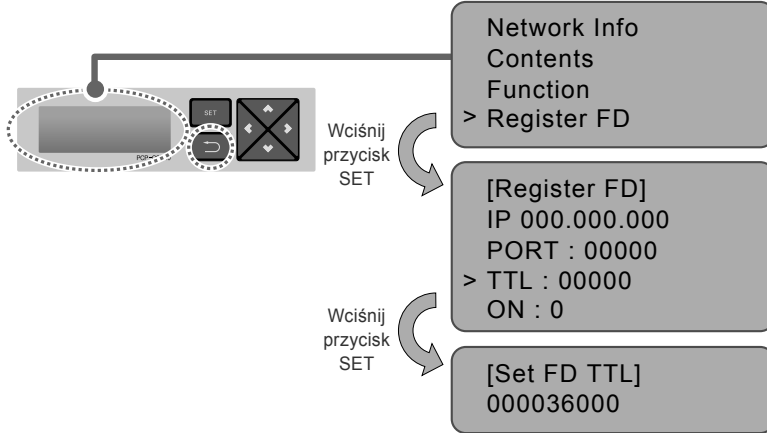 Network Info
Contents
Function
> Register FD
SET
Wciśnij
przycisk
SET
[Register FD]
IP 000.000.000
PORT : 00000
> TTL : 00000
ON : 0
Wciśnij
przycisk
SET
[Set FD TTL]
000036000